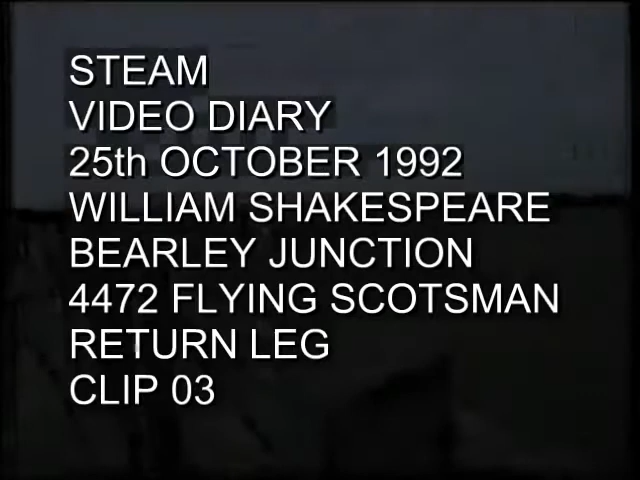 STEAM
VIDEO DIARY
25th OCTOBER 1992
WILLIAM SHAKESPEARE
BEARLEY JUNCTION
4472 FLYING SCOTSMAN
RETURN LEG
CLIP 03